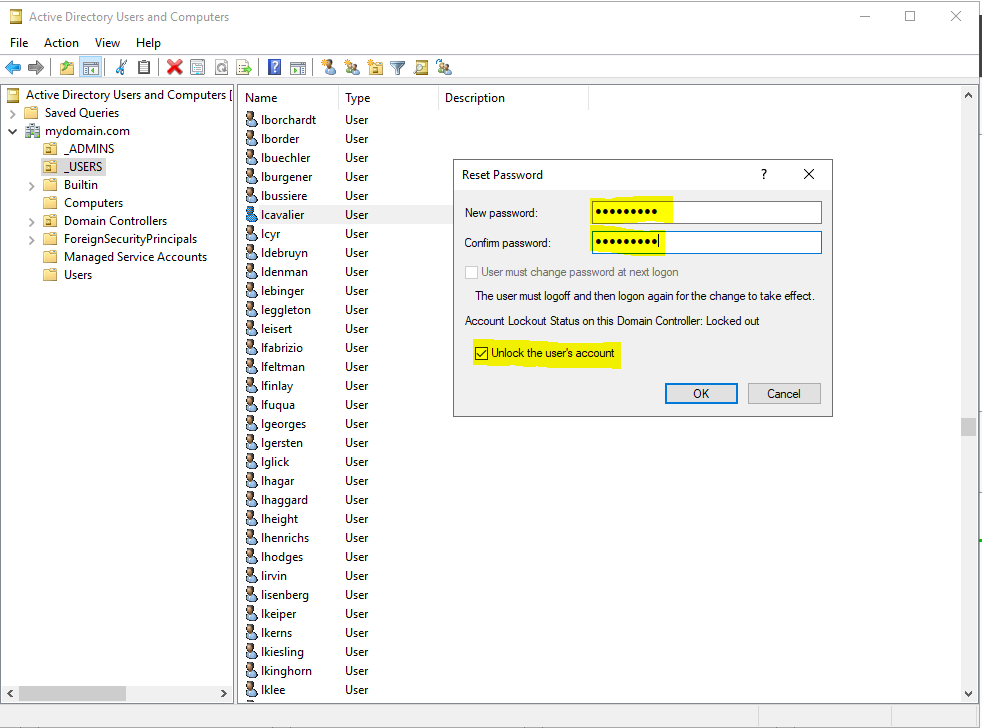 Active Directory Users and Computers
File Action View Help
Active Directory Users and Computers [
Saved Queries
mydomain.com
_ADMINS
_USERS
Builtin
Computers
Domain Controllers
ForeignSecurityPrincipals
Managed Service Accounts
Users
Name Type Description
lborchardt User
lborder User
lbuechler User
lburgener User
lbussiere User
lcavalier User
lcyr User
ldebruyn User
ldenman User
lebinger User
leggleton User
leisert User
lfabrizio User
lfeltman User
lfinlay User
lfuqua User
lgeorges User
lgersten User
lglick User
lhagar User
lhaggard User
lheight User
lhenrichs User
lhodges User
lirvin User
lisenberg User
lkeiper User
lkerns User
lkiesling User
lkinghorn User
lklee User
Reset Password ?
New password: •••••••••
Confirm password: •••••••••
User must change password at next logon
The user must logoff and then logon again for the change to take effect.
Account Lockout Status on this Domain Controller: Locked out
Unlock the user's account
OK Cancel